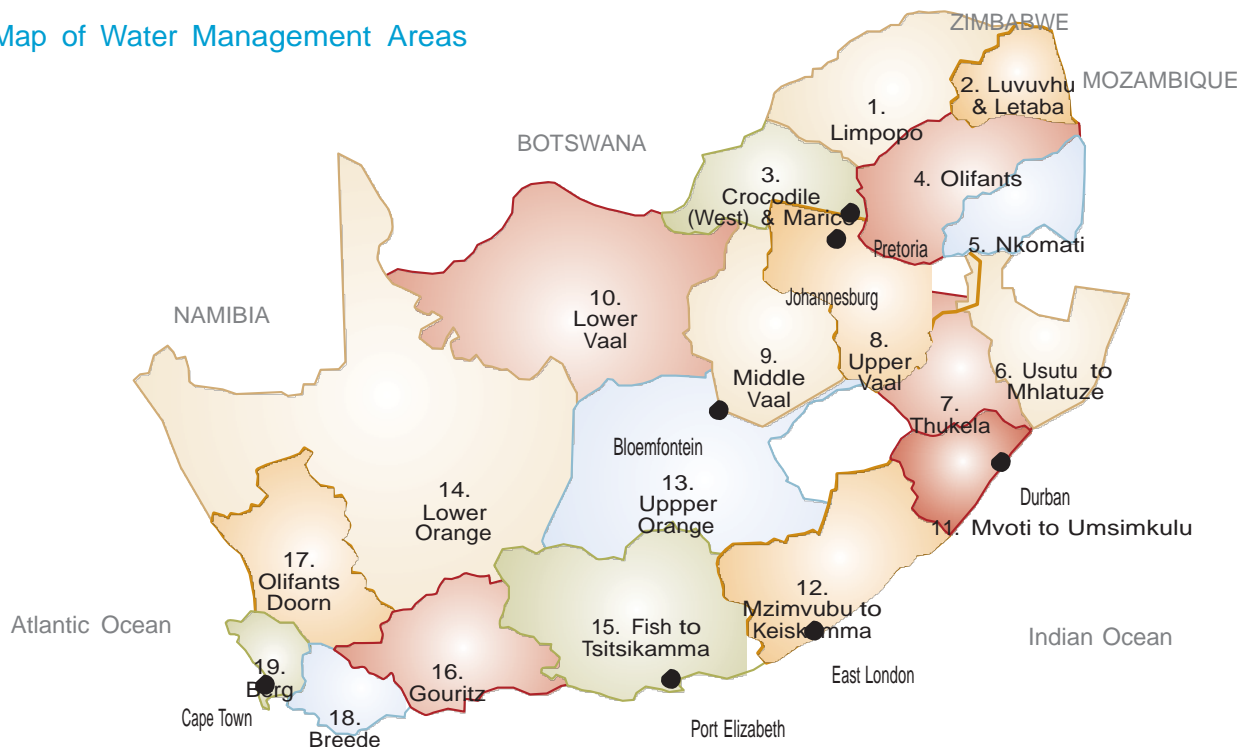 Map of Water Management Areas
ZIMBABWE
MOZAMBIQUE
BOTSWANA
NAMIBIA
1.
Limpopo
2. Luvuvhu
& Letaba
3.
Crocodile
(West) & Marico
4. Olifants
5. Nkomati
Pretoria
Johannesburg
10.
Lower
Vaal
9.
Middle
Vaal
8.
Upper
Vaal
6. Usutu to
Mhlatuze
7.
Thukela
Bloemfontein
Durban
11. Mvoti to Umsimkulu
13.
Uppper
Orange
14.
Lower
Orange
17.
Olifants
Doorn
12.
Mzimvubu to
Keiskamma
15. Fish to
Tsitsikamma
Atlantic Ocean
Indian Ocean
East London
16.
Gouritz
19.
Berg
Cape Town
18.
Breede
Port Elizabeth